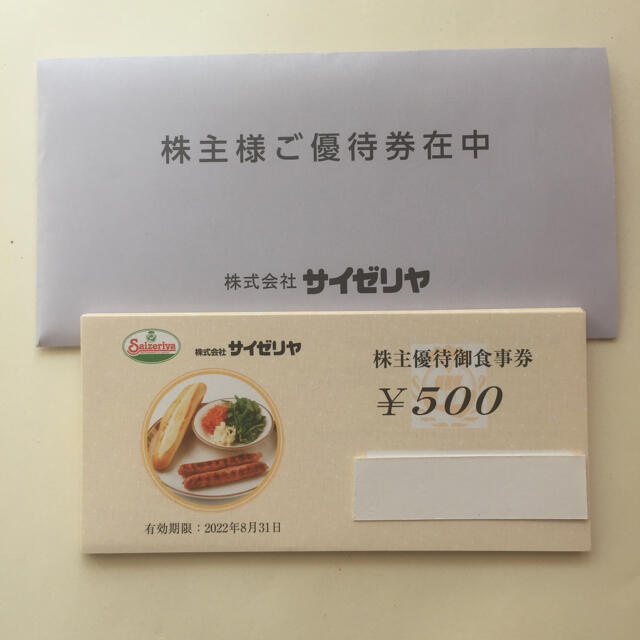 株主様ご優待券在中
株式会社 サイゼリヤ
Saizeriya
株式会社 サイゼリヤ
株主優待御食事券
￥500
有効期限：2022年8月31日